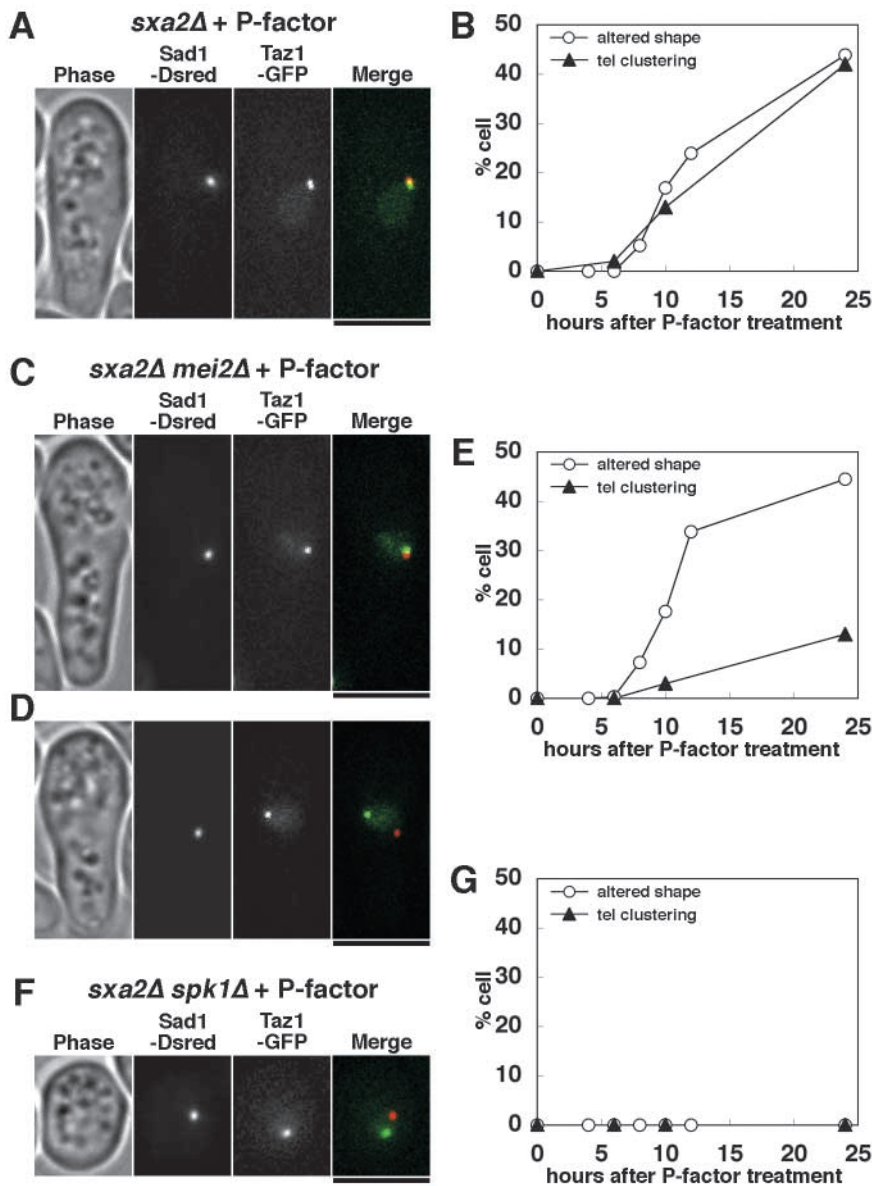 A
sxa2Δ + P-factor
Phase
Sad1
-Dsred
Taz1
-GFP
Merge
B
50
40
30
20
10
0
% cell
altered shape
tel clustering
0 5 10 15 20 25
hours after P-factor treatment
C
sxa2Δ mei2Δ + P-factor
Phase
Sad1
-Dsred
Taz1
-GFP
Merge
D
E
50
40
30
20
10
0
% cell
altered shape
tel clustering
0 5 10 15 20 25
hours after P-factor treatment
F
sxa2Δ spk1Δ + P-factor
Phase
Sad1
-Dsred
Taz1
-GFP
Merge
G
50
40
30
20
10
0
% cell
altered shape
tel clustering
0 5 10 15 20 25
hours after P-factor treatment